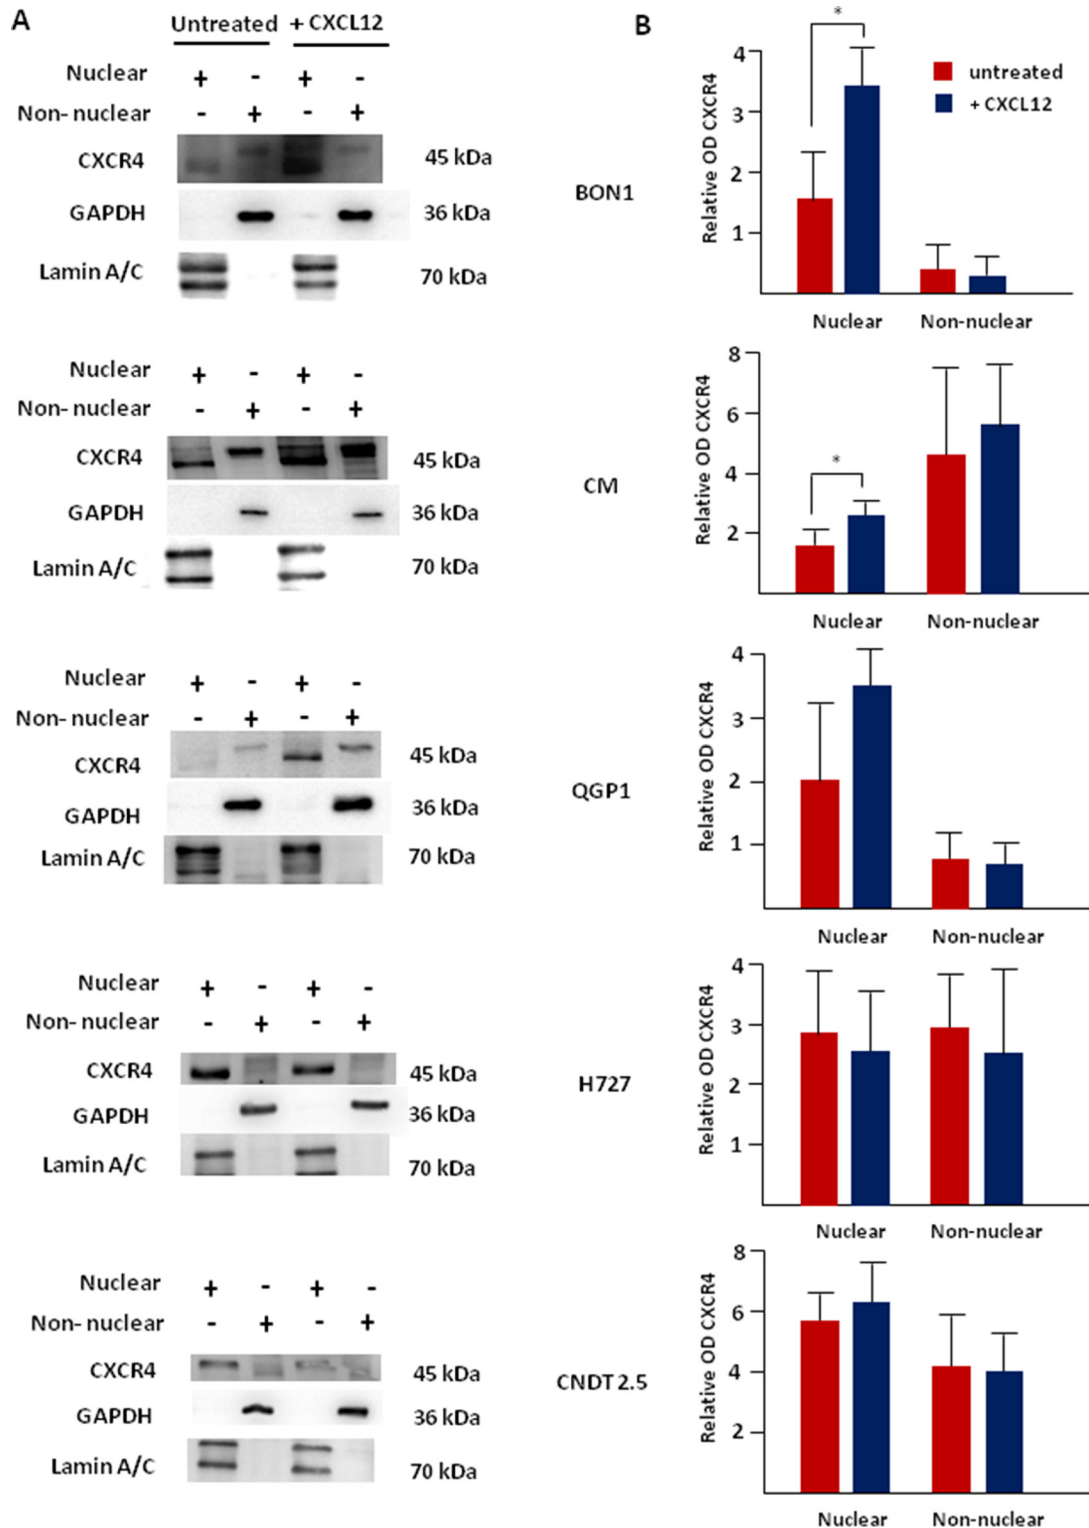 A
Untreated + CXCL12
Nuclear + - + -
Non- nuclear - + - +
CXCR4 45 kDa
GAPDH 36 kDa
Lamin A/C 70 kDa
Nuclear + - + -
Non- nuclear - + - +
CXCR4 45 kDa
GAPDH 36 kDa
Lamin A/C 70 kDa
Nuclear + - + -
Non- nuclear - + - +
CXCR4 45 kDa
GAPDH 36 kDa
Lamin A/C 70 kDa
Nuclear + - + -
Non- nuclear - + - +
CXCR4 45 kDa
GAPDH 36 kDa
Lamin A/C 70 kDa
Nuclear + - + -
Non- nuclear - + - +
CXCR4 45 kDa
GAPDH 36 kDa
Lamin A/C 70 kDa
B
untreated
+ CXCL12
BON1
Relative OD CXCR4
4
3
2
1
*
Nuclear Non-nuclear
CM
Relative OD CXCR4
8
6
4
2
*
Nuclear Non-nuclear
QGP1
Relative OD CXCR4
4
3
2
1
Nuclear Non-nuclear
H727
Relative OD CXCR4
4
3
2
1
Nuclear Non-nuclear
CNDT 2.5
Relative OD CXCR4
8
6
4
2
Nuclear Non-nuclear